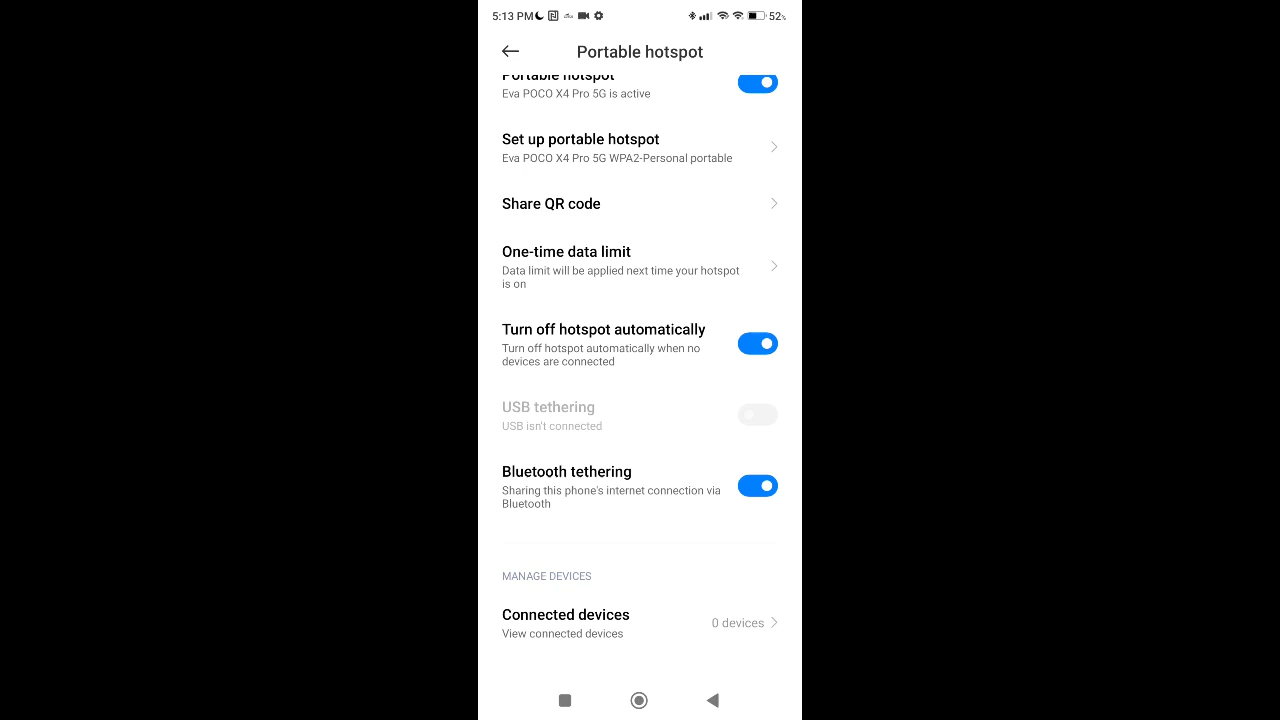 5:13 PM 52%
Portable hotspot
Portable hotspot
Eva POCO X4 Pro 5G is active
Set up portable hotspot
Eva POCO X4 Pro 5G WPA2-Personal portable
Share QR code
One-time data limit
Data limit will be applied next time your hotspot
is on
Turn off hotspot automatically
Turn off hotspot automatically when no
devices are connected
USB tethering
USB isn't connected
Bluetooth tethering
Sharing this phone's internet connection via
Bluetooth
MANAGE DEVICES
Connected devices
0 devices
View connected devices